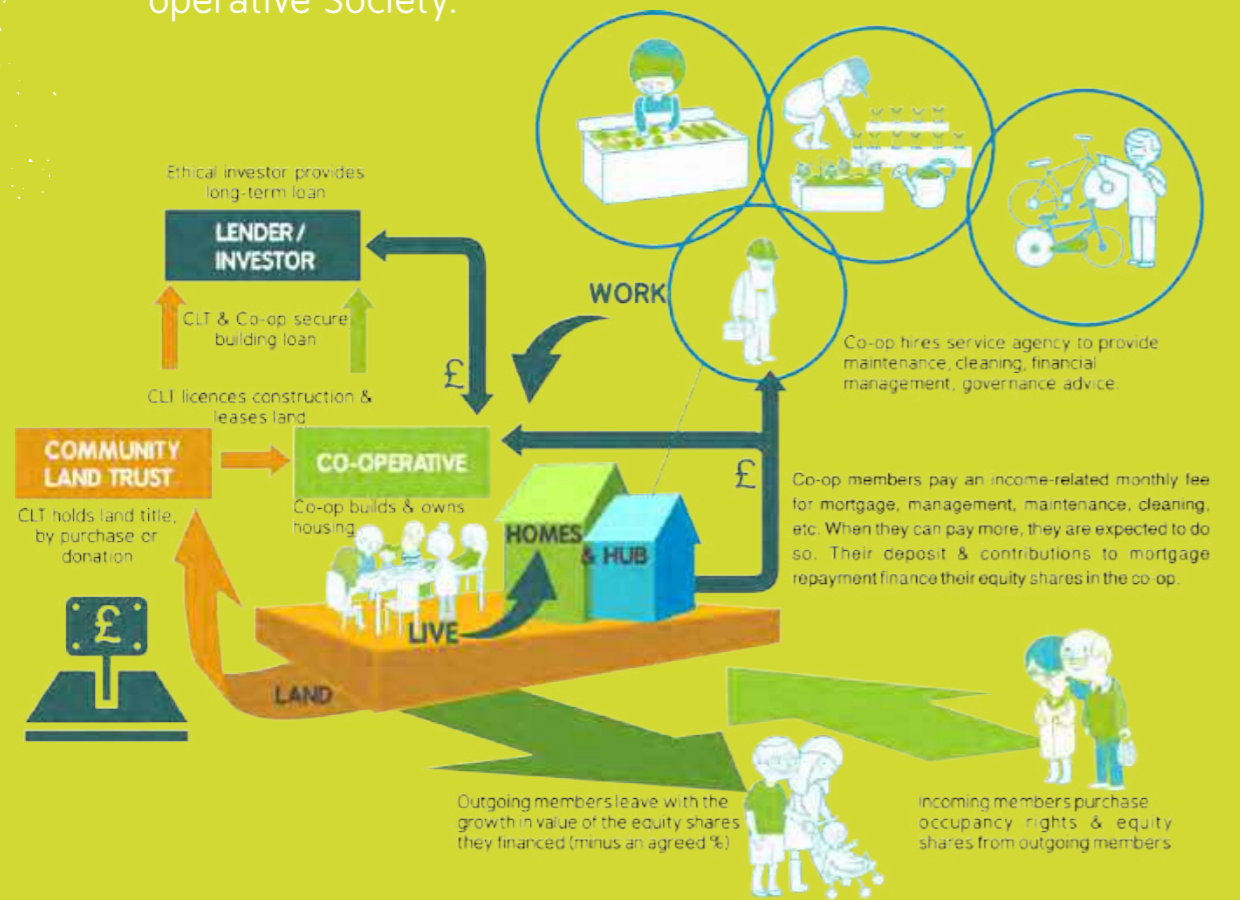 operative Society.
Ethical investor provides
long-term loan
LENDER /
INVESTOR
CLT & Co-op secure
building loan
£
WORK
Co-op hires service agency to provide
maintenance, cleaning, financial
management, governance advice.
CLT licences construction &
leases land
COMMUNITY
LAND TRUST
CO-OPERATIVE
CLT holds land title,
by purchase or
donation
Co-op builds & owns
housing
£
Co-op members pay an income-related monthly fee
for mortgage, management, maintenance, cleaning,
etc. When they can pay more, they are expected to do
so. Their deposit & contributions to mortgage
repayment finance their equity shares in the co-op.
HOMES
& HUB
LIVE
£
LAND
Outgoing members leave with the
growth in value of the equity shares
they financed (minus an agreed %)
Incoming members purchase
occupancy rights & equity
shares from outgoing members